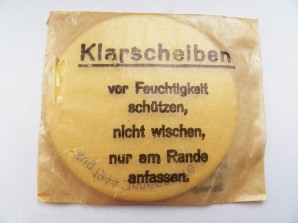 Klarscheiben
vor Feuchtigkeit
schützen,
nicht wischen,
nur am Rande
anfassen.